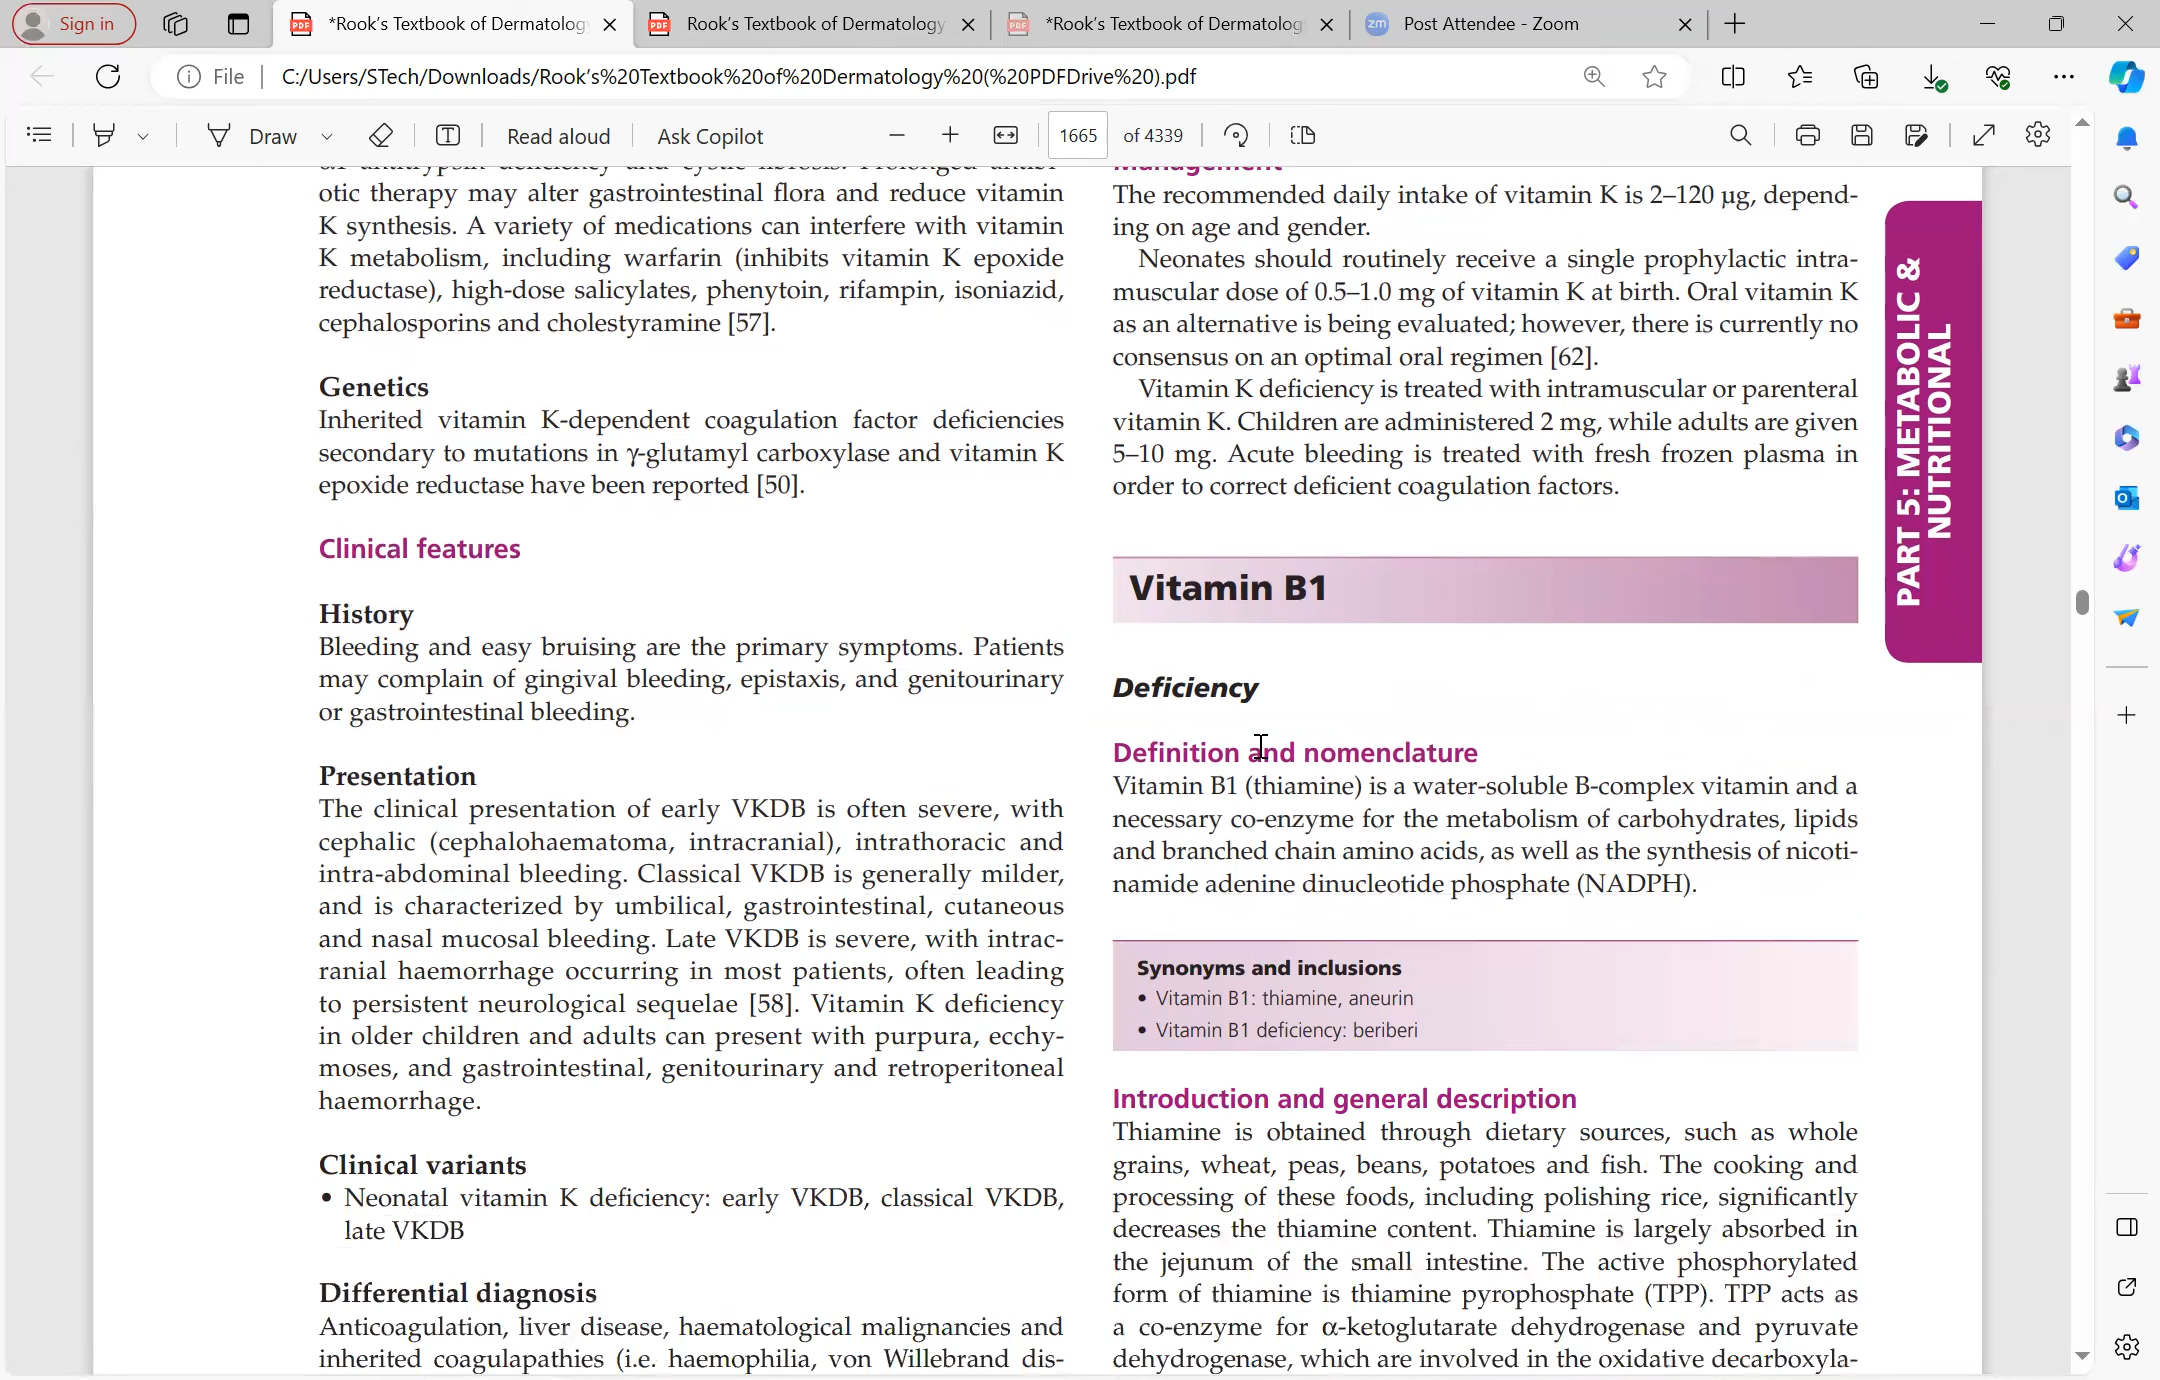 Sign in
*Rook's Textbook of Dermatolog
Rook's Textbook of Dermatology
*Rook's Textbook of Dermatolog
zm
Post Attendee - Zoom
File
C:/Users/STech/Downloads/Rook's%20Textbook%20of%20Dermatology%20(%20PDFDrive%20).pdf
Draw
Read aloud
Ask Copilot
1665 of 4339
α1-antitrypsin deficiency and cystic fibrosis. Prolonged antibi-
otic therapy may alter gastrointestinal flora and reduce vitamin
K synthesis. A variety of medications can interfere with vitamin
K metabolism, including warfarin (inhibits vitamin K epoxide
reductase), high-dose salicylates, phenytoin, rifampin, isoniazid,
cephalosporins and cholestyramine [57].
Genetics
Inherited vitamin K-dependent coagulation factor deficiencies
secondary to mutations in γ-glutamyl carboxylase and vitamin K
epoxide reductase have been reported [50].
Clinical features
History
Bleeding and easy bruising are the primary symptoms. Patients
may complain of gingival bleeding, epistaxis, and genitourinary
or gastrointestinal bleeding.
Presentation
The clinical presentation of early VKDB is often severe, with
cephalic (cephalohaematoma, intracranial), intrathoracic and
intra-abdominal bleeding. Classical VKDB is generally milder,
and is characterized by umbilical, gastrointestinal, cutaneous
and nasal mucosal bleeding. Late VKDB is severe, with intrac-
ranial haemorrhage occurring in most patients, often leading
to persistent neurological sequelae [58]. Vitamin K deficiency
in older children and adults can present with purpura, ecchy-
moses, and gastrointestinal, genitourinary and retroperitoneal
haemorrhage.
Clinical variants
• Neonatal vitamin K deficiency: early VKDB, classical VKDB,
late VKDB
Differential diagnosis
Anticoagulation, liver disease, haematological malignancies and
inherited coagulapathies (i.e. haemophilia, von Willebrand dis-
Management
The recommended daily intake of vitamin K is 2–120 μg, depend-
ing on age and gender.
Neonates should routinely receive a single prophylactic intra-
muscular dose of 0.5–1.0 mg of vitamin K at birth. Oral vitamin K
as an alternative is being evaluated; however, there is currently no
consensus on an optimal oral regimen [62].
Vitamin K deficiency is treated with intramuscular or parenteral
vitamin K. Children are administered 2 mg, while adults are given
5–10 mg. Acute bleeding is treated with fresh frozen plasma in
order to correct deficient coagulation factors.
Vitamin B1
Deficiency
Definition and nomenclature
Vitamin B1 (thiamine) is a water-soluble B-complex vitamin and a
necessary co-enzyme for the metabolism of carbohydrates, lipids
and branched chain amino acids, as well as the synthesis of nicoti-
namide adenine dinucleotide phosphate (NADPH).
Synonyms and inclusions
• Vitamin B1: thiamine, aneurin
• Vitamin B1 deficiency: beriberi
Introduction and general description
Thiamine is obtained through dietary sources, such as whole
grains, wheat, peas, beans, potatoes and fish. The cooking and
processing of these foods, including polishing rice, significantly
decreases the thiamine content. Thiamine is largely absorbed in
the jejunum of the small intestine. The active phosphorylated
form of thiamine is thiamine pyrophosphate (TPP). TPP acts as
a co-enzyme for α-ketoglutarate dehydrogenase and pyruvate
dehydrogenase, which are involved in the oxidative decarboxyla-
PART 5: METABOLIC &
NUTRITIONAL